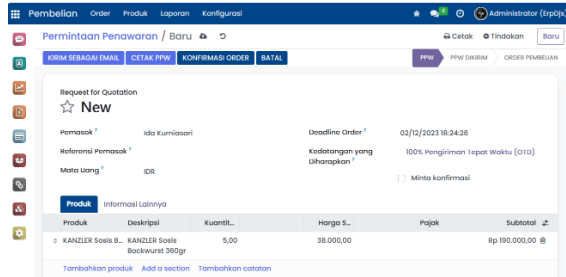 Pembelian Order Produk Laporan Konfigurasi Administrator (ErpDjs)
Permintaan Penawaran / Baru Cetak Tindakan Baru
KIRIM SEBAGAI EMAIL CETAK PPW KONFIRMASI ORDER BATAL PPW PPW DIKIRIM ORDER PEMBELIAN
Request for Quotation
New
Pemasok ? Ida Kurniasari Deadline Order ? 02/12/2023 18:24:26
Referensi Pemasok ? Kedatangan yang 100% Pengiriman Tepat Waktu (OTD)
Diharapkan ?
Mata Uang ? IDR
Minta konfirmasi
Produk Informasi Lainnya
Produk Deskripsi Kuantit... Harga S... Pajak Subtotal
KANZLER Sosis B... KANZLER Sosis 5,00 38.000,00 Rp 190.000,00
Bockwurst 360gr
Tambahkan produk Add a section Tambahkan catatan